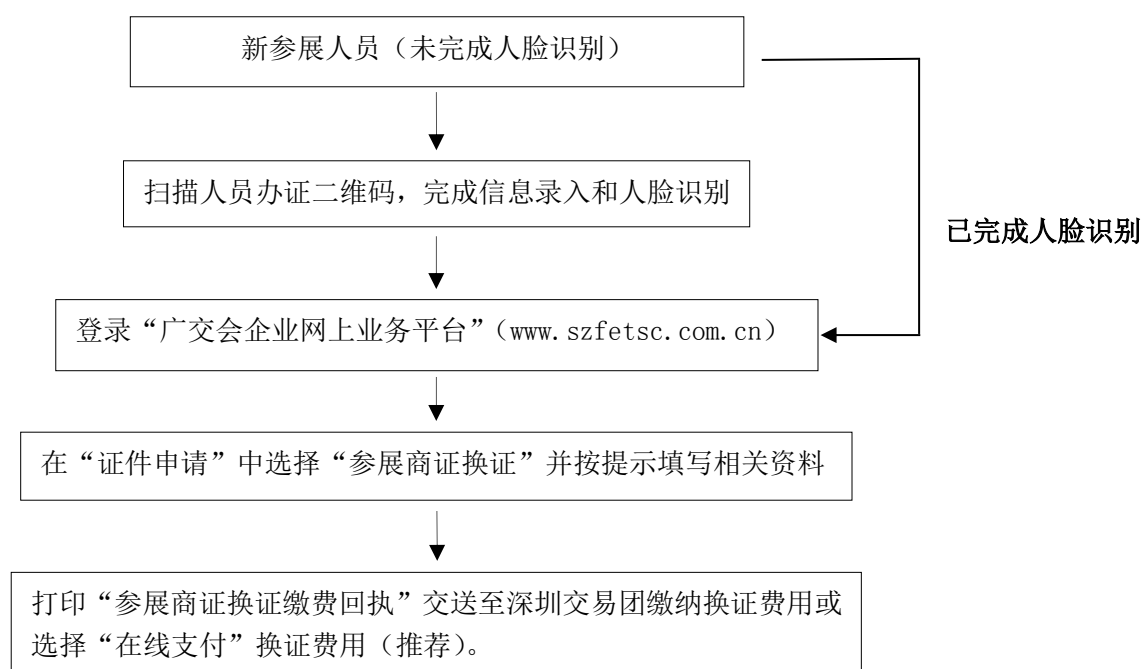 新参展人员（未完成人脸识别）
扫描人员办证二维码，完成信息录入和人脸识别
已完成人脸识别
登录“广交会企业网上业务平台”（www.szfetsc.com.cn）
在“证件申请”中选择“参展商证换证”并按提示填写相关资料
打印“参展商证换证缴费回执”交送至深圳交易团缴纳换证费用或
选择“在线支付”换证费用（推荐）。